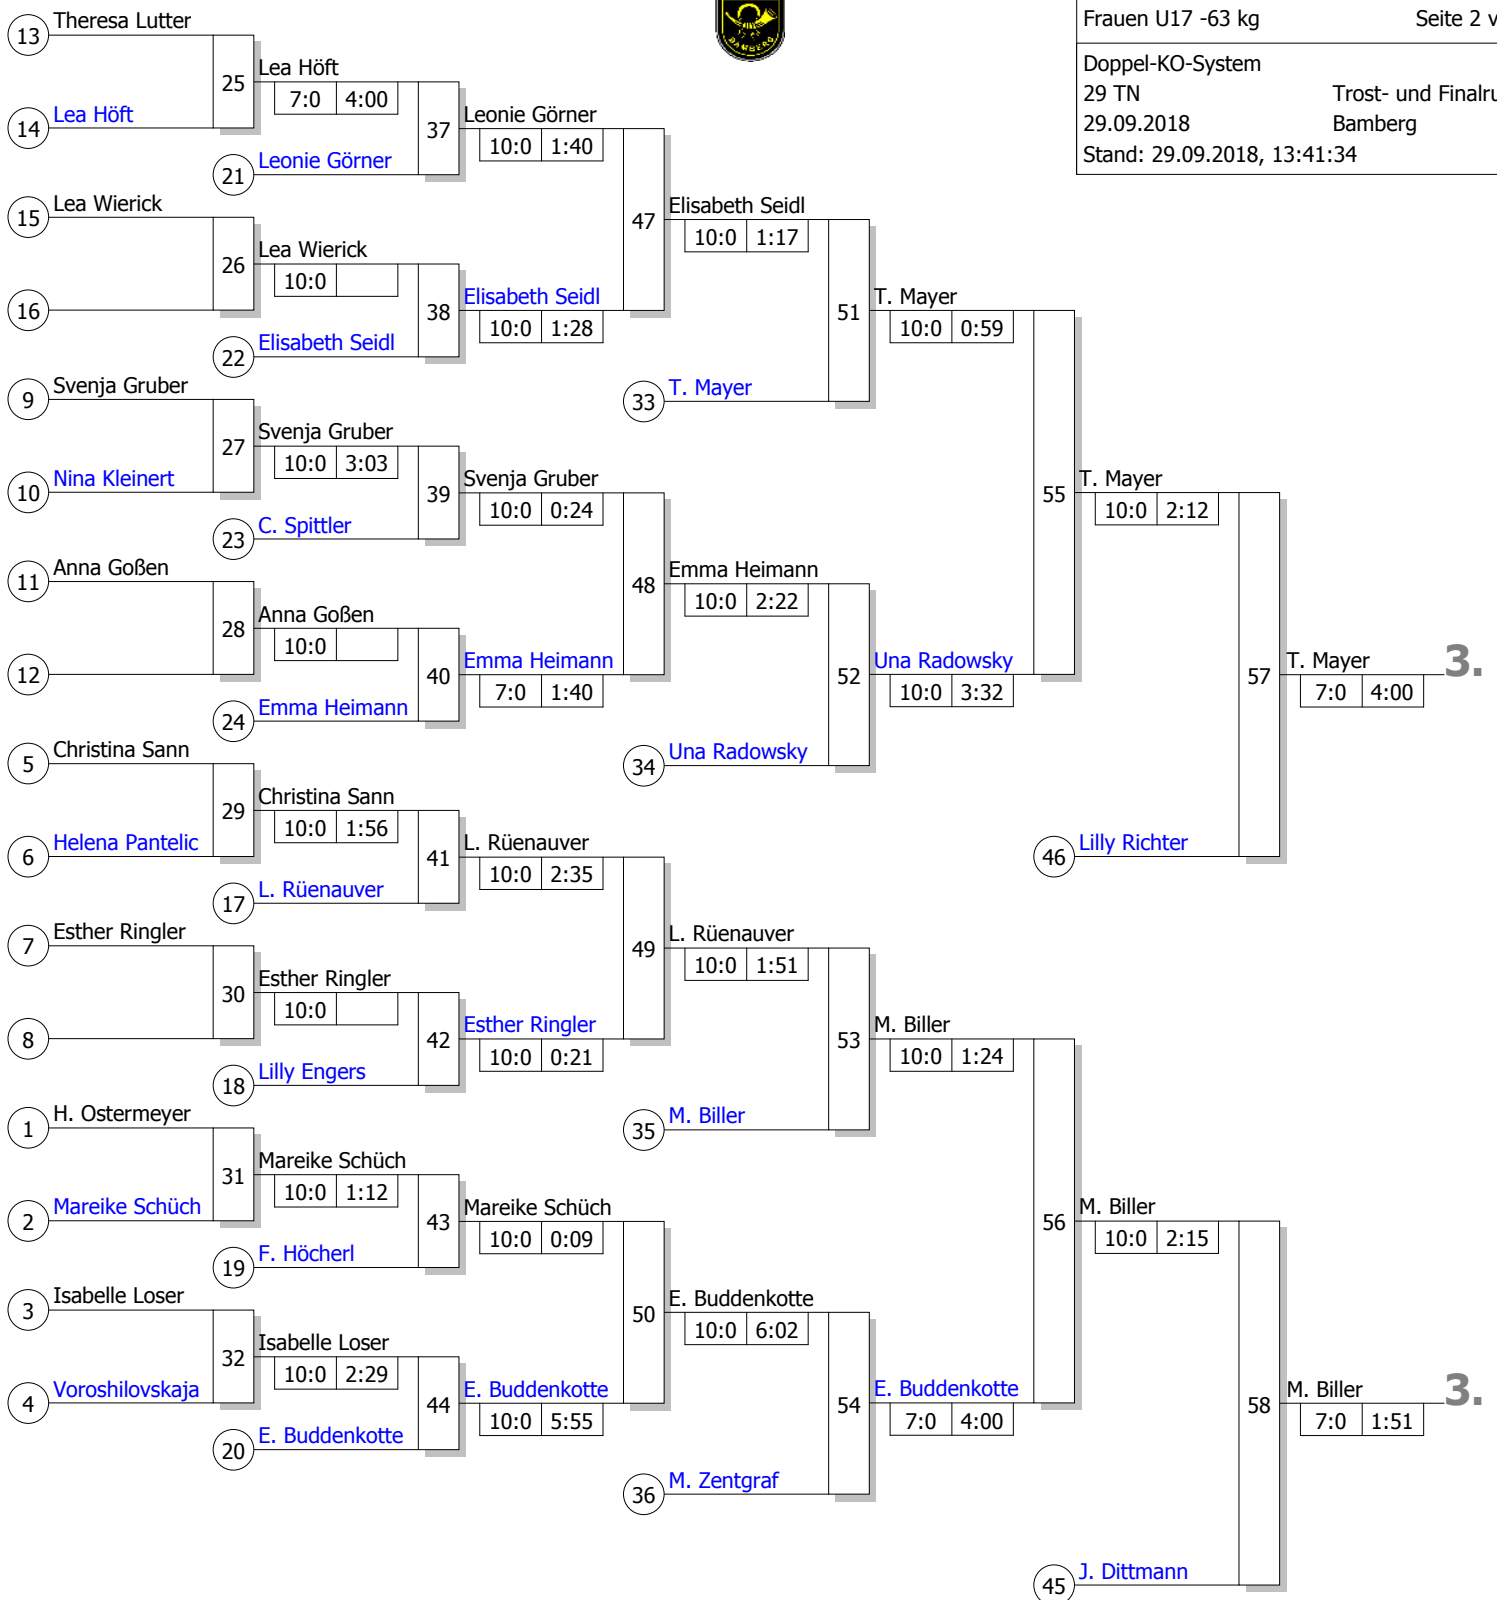 BAMBERG
Frauen U17 -63 kg Seite 2 v
Doppel-KO-System
29 TN Trost- und Finalru
29.09.2018 Bamberg
Stand: 29.09.2018, 13:41:34
13 Theresa Lutter
25 Lea Höft
7:0 4:00
14 Lea Höft
37 Leonie Görner
10:0 1:40
21 Leonie Görner
15 Lea Wierick
47 Elisabeth Seidl
10:0 1:17
26 Lea Wierick
10:0
16
38 Elisabeth Seidl
10:0 1:28
51 T. Mayer
10:0 0:59
22 Elisabeth Seidl
33 T. Mayer
9 Svenja Gruber
27 Svenja Gruber
10:0 3:03
10 Nina Kleinert
39 Svenja Gruber
10:0 0:24
55 T. Mayer
10:0 2:12
23 C. Spittler
11 Anna Goßen
48 Emma Heimann
10:0 2:22
28 Anna Goßen
10:0
12
40 Emma Heimann
7:0 1:40
52 Una Radowsky
10:0 3:32
57 T. Mayer 3.
7:0 4:00
24 Emma Heimann
34 Una Radowsky
5 Christina Sann
29 Christina Sann
10:0 1:56
6 Helena Pantelic
41 L. Rüenauver
10:0 2:35
46 Lilly Richter
17 L. Rüenauver
7 Esther Ringler
49 L. Rüenauver
10:0 1:51
30 Esther Ringler
10:0
8
42 Esther Ringler
10:0 0:21
53 M. Biller
10:0 1:24
18 Lilly Engers
35 M. Biller
1 H. Ostermeyer
31 Mareike Schüch
10:0 1:12
2 Mareike Schüch
43 Mareike Schüch
10:0 0:09
56 M. Biller
10:0 2:15
19 F. Höcherl
3 Isabelle Loser
50 E. Buddenkotte
10:0 6:02
32 Isabelle Loser
10:0 2:29
4 Voroshilovskaja
44 E. Buddenkotte
10:0 5:55
54 E. Buddenkotte
7:0 4:00
58 M. Biller 3.
7:0 1:51
20 E. Buddenkotte
36 M. Zentgraf
45 J. Dittmann